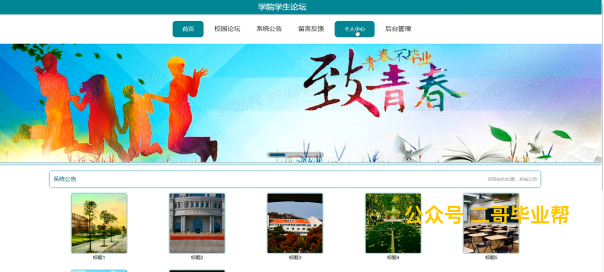 学院学生论坛
首页 校园论坛 系统公告 留言反馈 个人中心 后台管理
致青春
青春不毕业
系统公告
您现在的位置：系统公告
公众号 二哥毕业帮
标题1 标题2 标题3 标题4 标题5